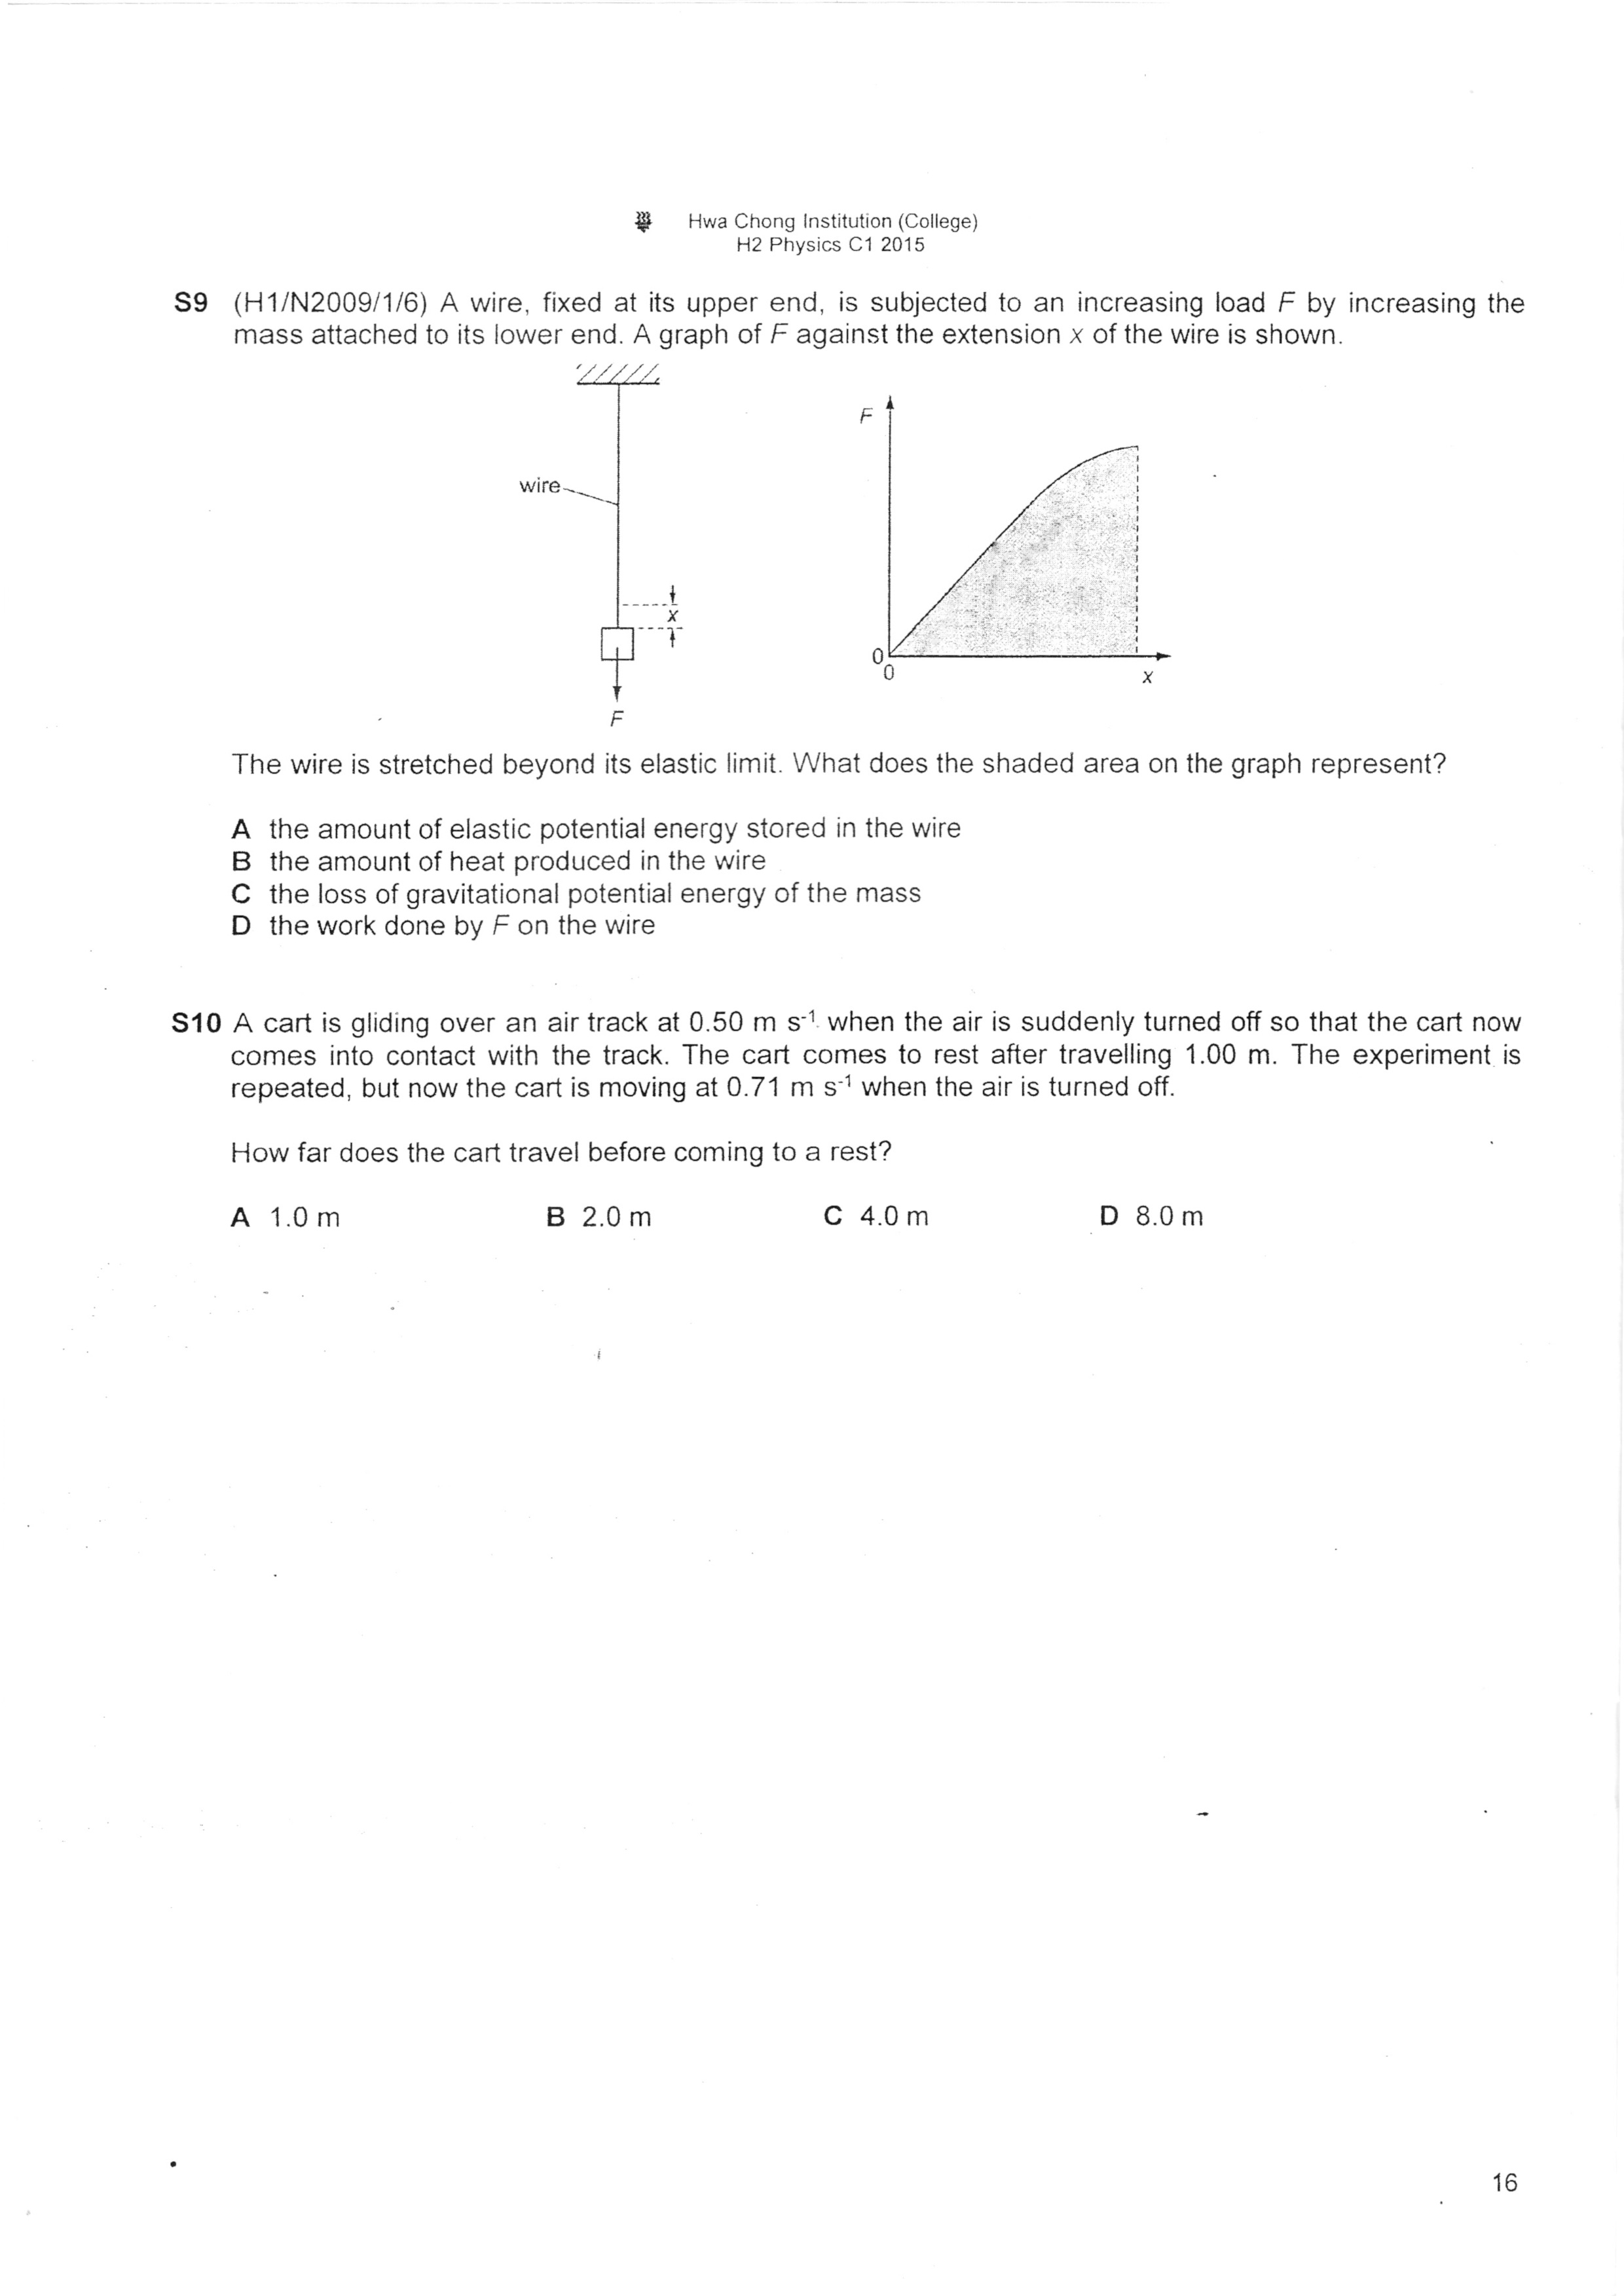 Hwa Chong Institution (College)
H2 Physics C1 2015
S9 (H1/N2009/1/6) A wire, fixed at its upper end, is subjected to an increasing load F by increasing the
mass attached to its lower end. A graph of F against the extension x of the wire is shown.
wire
x
F
F
0
0
x
The wire is stretched beyond its elastic limit. What does the shaded area on the graph represent?
A the amount of elastic potential energy stored in the wire
B the amount of heat produced in the wire
C the loss of gravitational potential energy of the mass
D the work done by F on the wire
S10 A cart is gliding over an air track at 0.50 m s⁻¹ when the air is suddenly turned off so that the cart now
comes into contact with the track. The cart comes to rest after travelling 1.00 m. The experiment is
repeated, but now the cart is moving at 0.71 m s⁻¹ when the air is turned off.
How far does the cart travel before coming to a rest?
A 1.0 m B 2.0 m C 4.0 m D 8.0 m
16